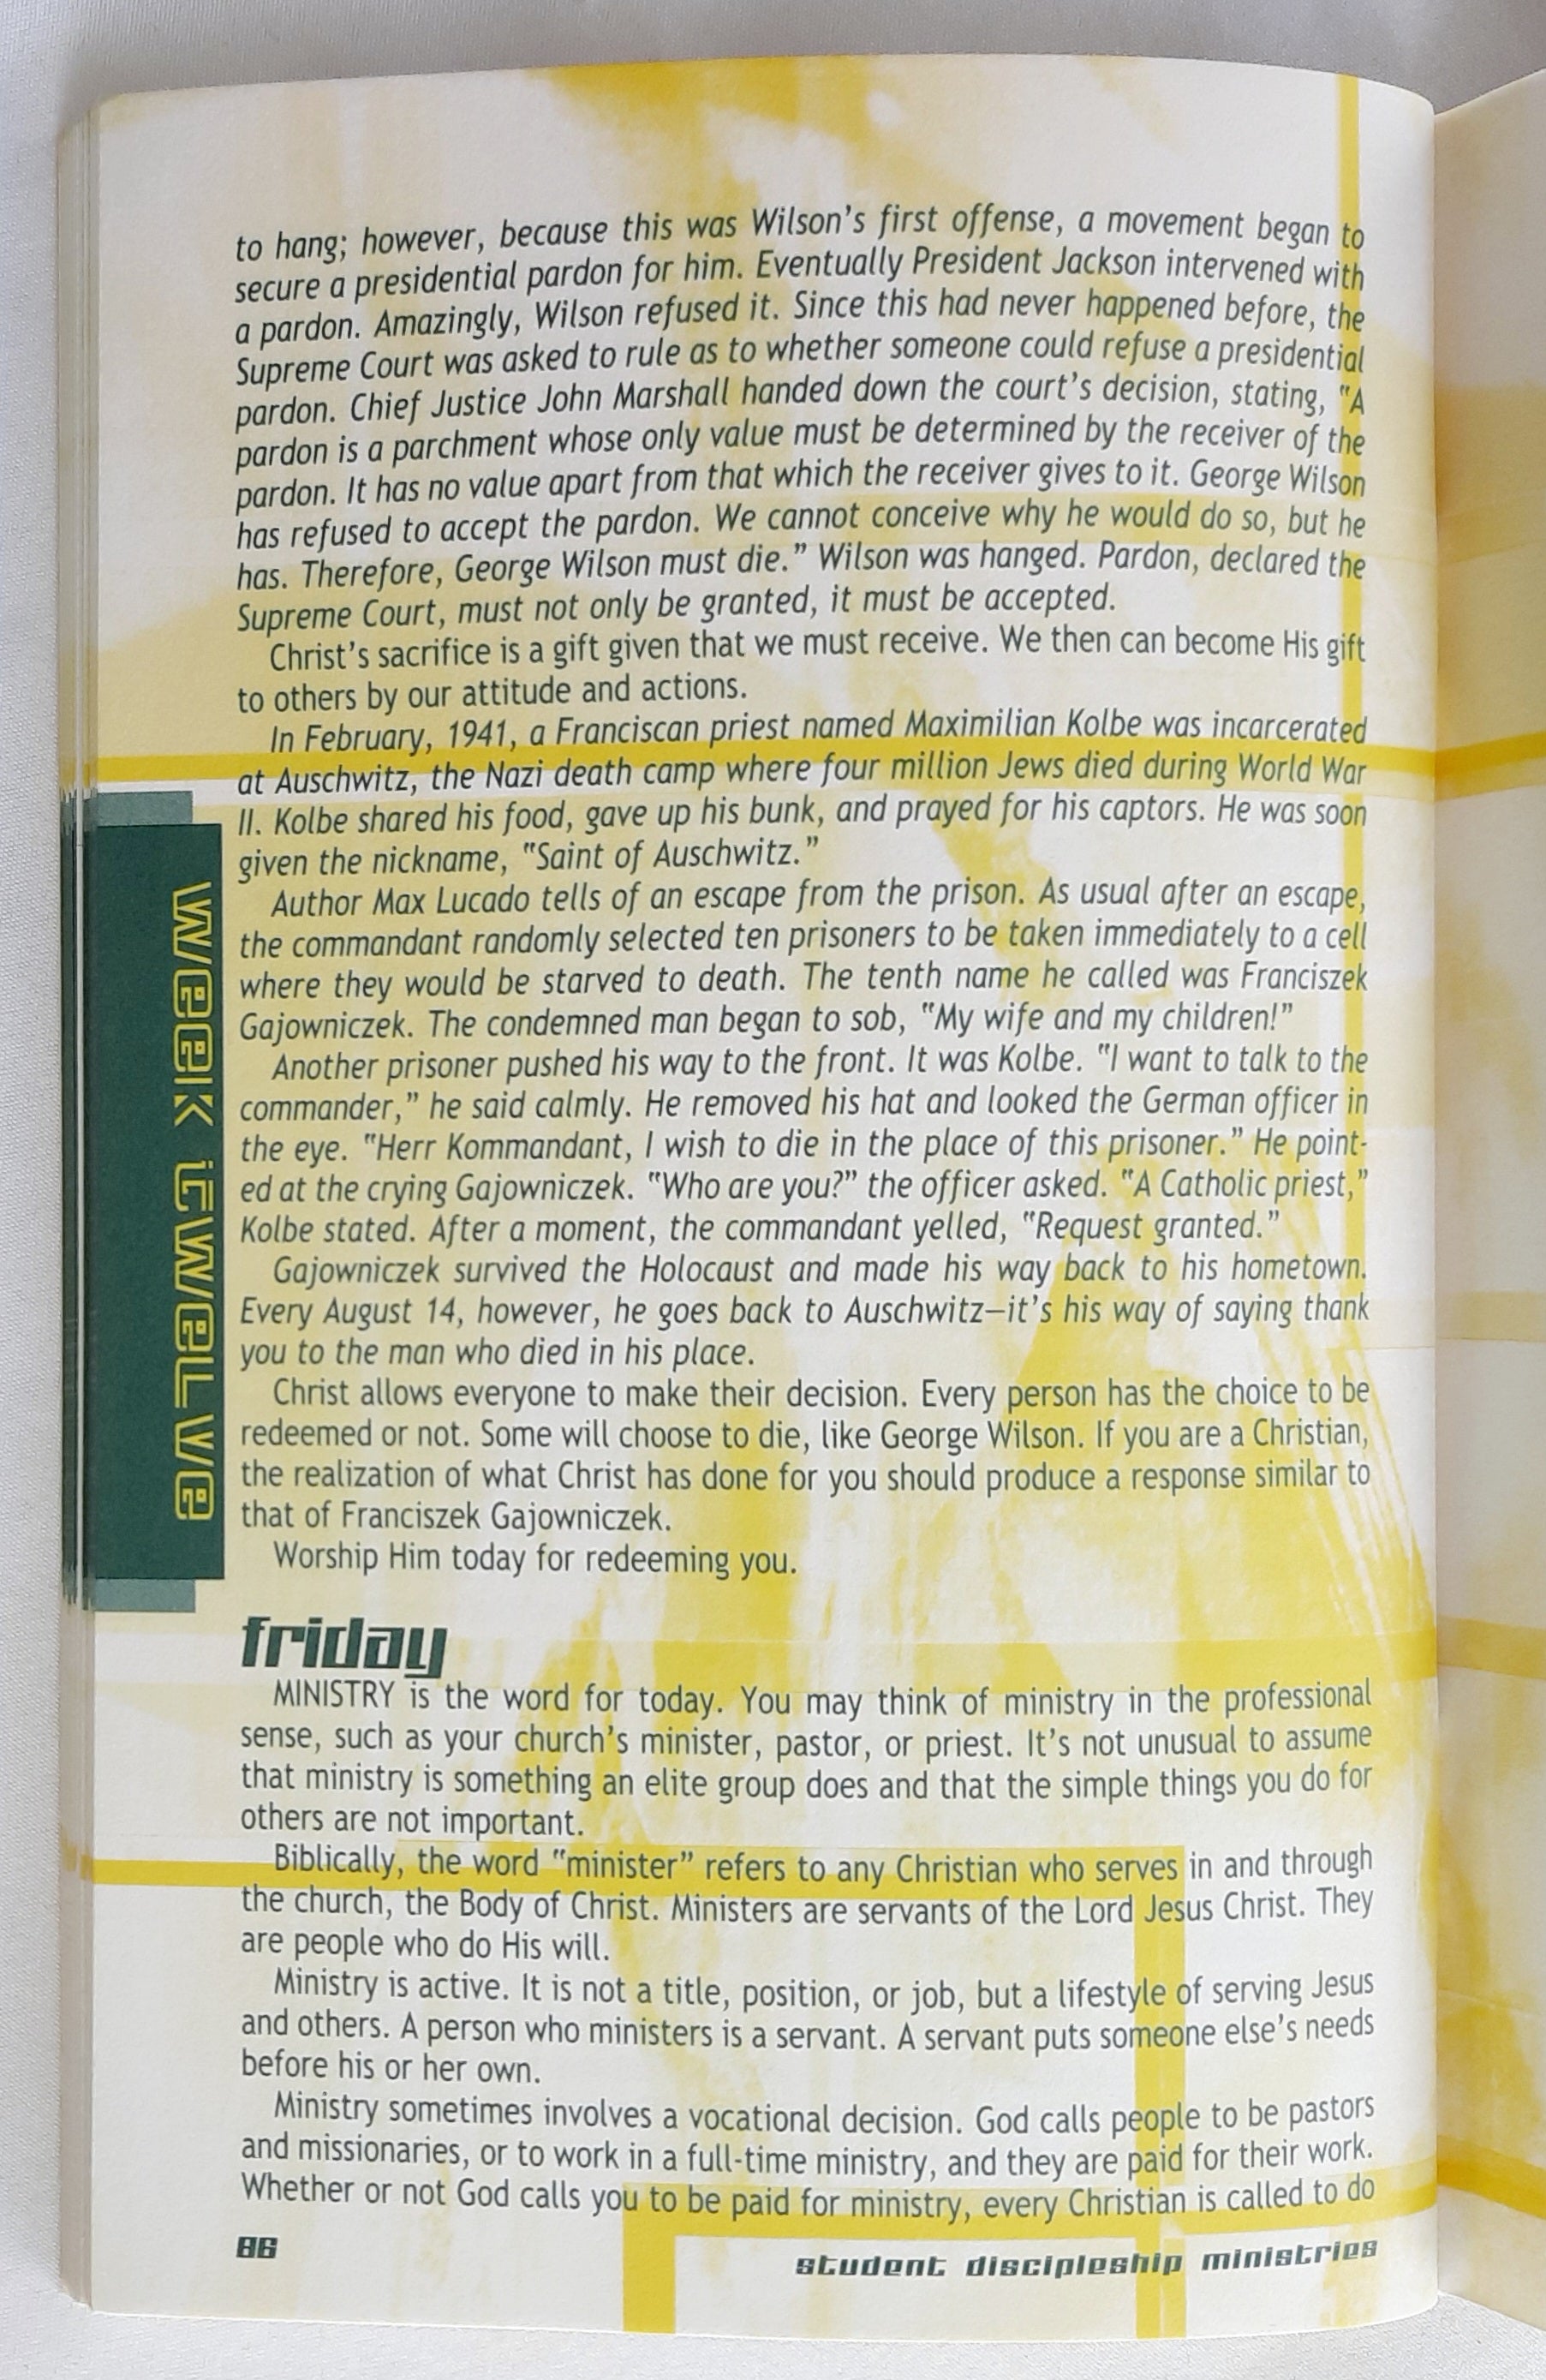 to hang; however, because this was Wilson's first offense, a movement began to
secure a presidential pardon for him. Eventually President Jackson intervened with
a pardon. Amazingly, Wilson refused it. Since this had never happened before, the
Supreme Court was asked to rule as to whether someone could refuse a presidential
pardon. Chief Justice John Marshall handed down the court's decision, stating, "A
pardon is a parchment whose only value must be determined by the receiver of the
pardon. It has no value apart from that which the receiver gives to it. George Wilson
has refused to accept the pardon. We cannot conceive why he would do so, but he
has. Therefore, George Wilson must die." Wilson was hanged. Pardon, declared the
Supreme Court, must not only be granted, it must be accepted.
Christ's sacrifice is a gift given that we must receive. We then can become His gift
to others by our attitude and actions.
In February, 1941, a Franciscan priest named Maximilian Kolbe was incarcerated
at Auschwitz, the Nazi death camp where four million Jews died during World War
II. Kolbe shared his food, gave up his bunk, and prayed for his captors. He was soon
given the nickname, "Saint of Auschwitz."
Author Max Lucado tells of an escape from the prison. As usual after an escape,
the commandant randomly selected ten prisoners to be taken immediately to a cell
where they would be starved to death. The tenth name he called was Franciszek
Gajowniczek. The condemned man began to sob, "My wife and my children!"
Another prisoner pushed his way to the front. It was Kolbe. "I want to talk to the
commander," he said calmly. He removed his hat and looked the German officer in
the eye. "Herr Kommandant, I wish to die in the place of this prisoner." He point-
ed at the crying Gajowniczek. "Who are you?" the officer asked. "A Catholic priest,"
Kolbe stated. After a moment, the commandant yelled, "Request granted."
Gajowniczek survived the Holocaust and made his way back to his hometown.
Every August 14, however, he goes back to Auschwitz—it's his way of saying thank
you to the man who died in his place.
Christ allows everyone to make their decision. Every person has the choice to be
redeemed or not. Some will choose to die, like George Wilson. If you are a Christian,
the realization of what Christ has done for you should produce a response similar to
that of Franciszek Gajowniczek.
Worship Him today for redeeming you.
week twelve
friday
MINISTRY is the word for today. You may think of ministry in the professional
sense, such as your church's minister, pastor, or priest. It's not unusual to assume
that ministry is something an elite group does and that the simple things you do for
others are not important.
Biblically, the word "minister" refers to any Christian who serves in and through
the church, the Body of Christ. Ministers are servants of the Lord Jesus Christ. They
are people who do His will.
Ministry is active. It is not a title, position, or job, but a lifestyle of serving Jesus
and others. A person who ministers is a servant. A servant puts someone else's needs
before his or her own.
Ministry sometimes involves a vocational decision. God calls people to be pastors
and missionaries, or to work in a full-time ministry, and they are paid for their work.
Whether or not God calls you to be paid for ministry, every Christian is called to do
86
student discipleship ministries